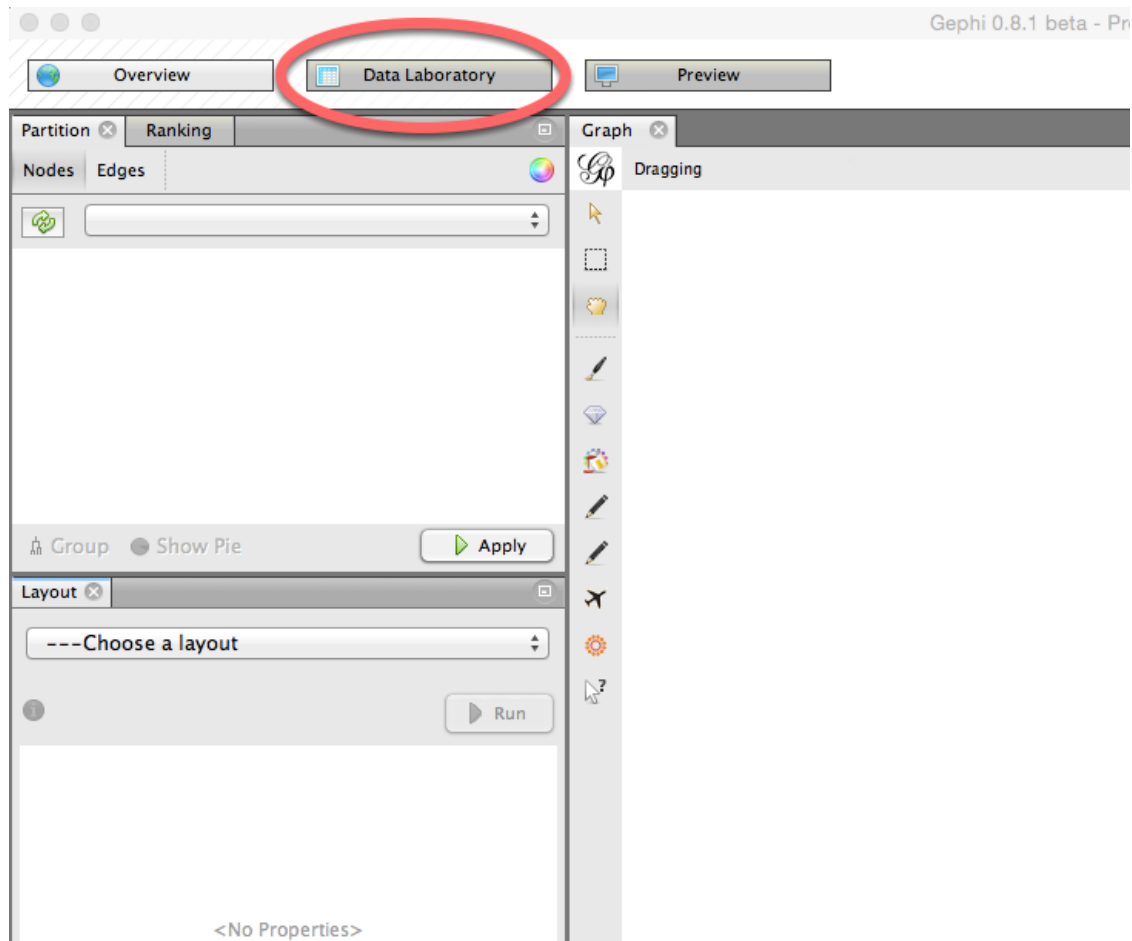 Gephi 0.8.1 beta - Pr
Overview
Data Laboratory
Preview
Partition
Ranking
Nodes
Edges
Group
Show Pie
Apply
Layout
---Choose a layout
Run
<No Properties>
Graph
Dragging